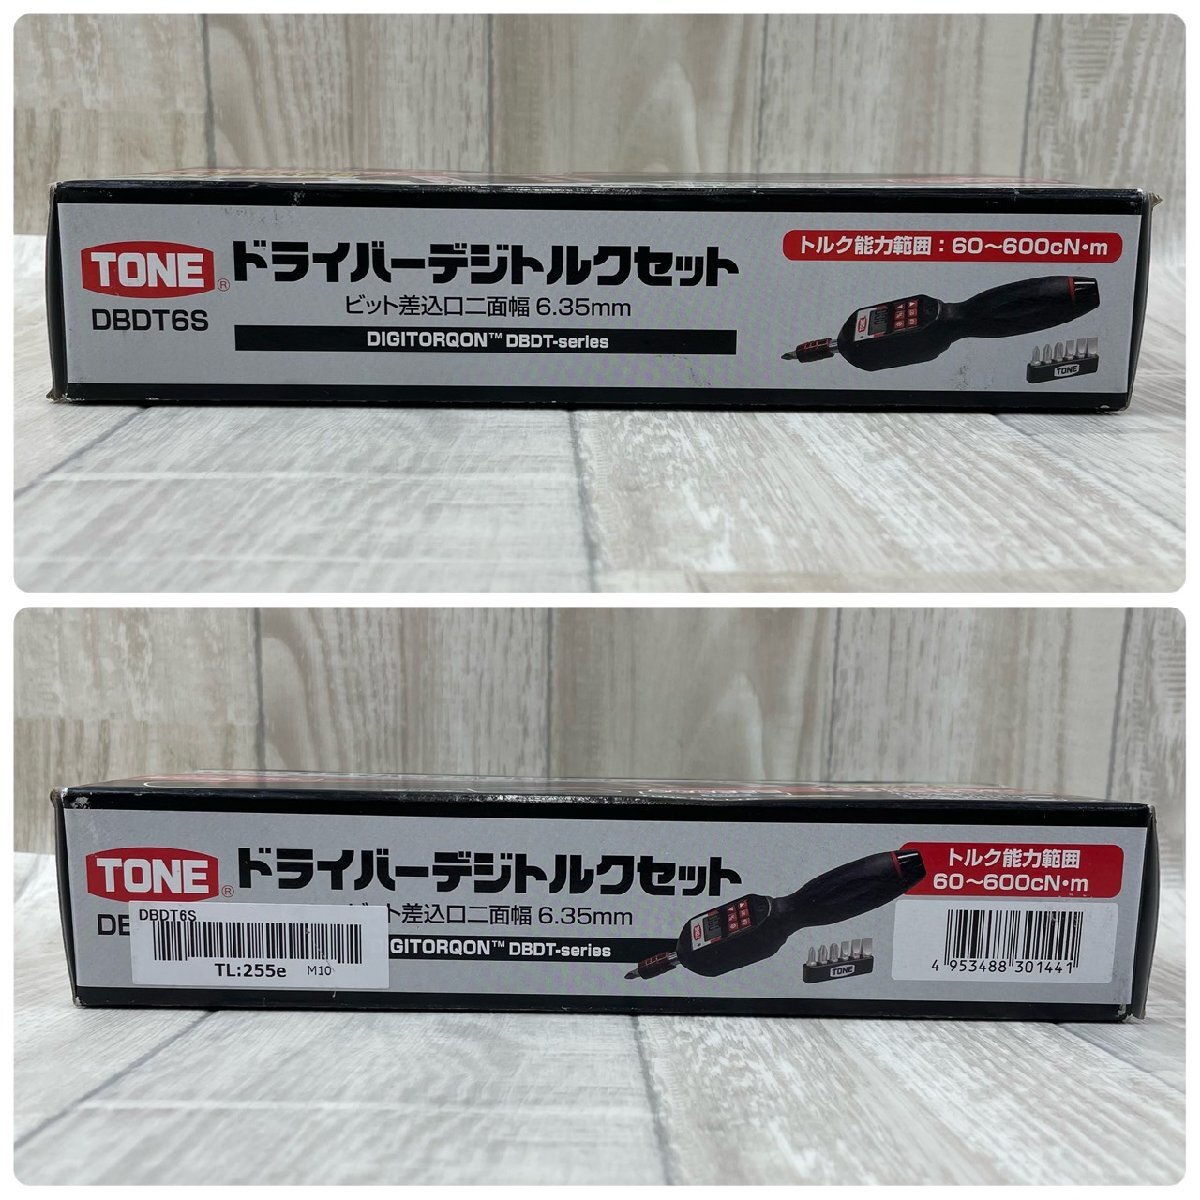 TONE®
DBDT6S
ドライバーデジトルクセット
ビット差込口二面幅 6.35mm
DIGITORQON™ DBDT-series
トルク能力範囲：60～600cN・m
TONE
TONE®
ドライバーデジトルクセット
ット差込口二面幅 6.35mm
GITORQON™ DBDT-series
トルク能力範囲
60～600cN・m
TONE
DBDT6S
TL:255e M10
4 953488 301441